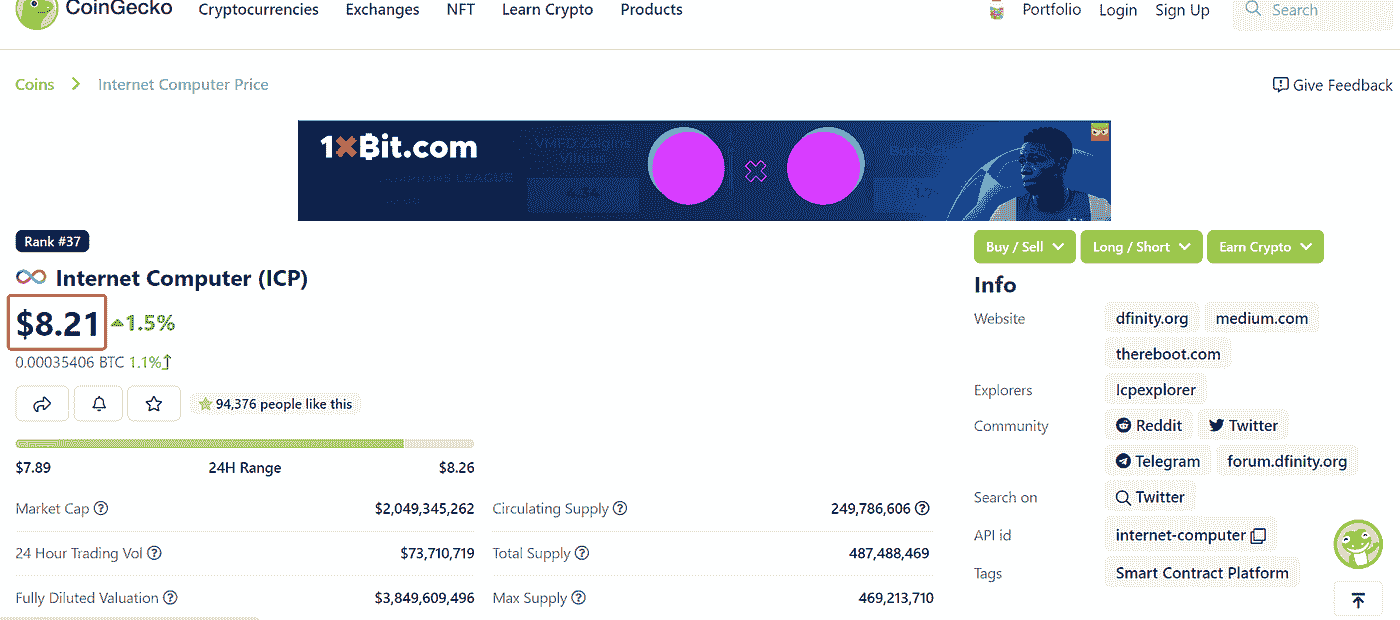 CoinGecko Cryptocurrencies Exchanges NFT Learn Crypto Products Portfolio Login Sign Up Search
Coins Internet Computer Price Give Feedback
1xBit.com
Rank #37
Internet Computer (ICP)
$8.21 1.5%
0.00035406 BTC 1.1%
94,376 people like this
$7.89 24H Range $8.26
Market Cap $2,049,345,262 Circulating Supply 249,786,606
24 Hour Trading Vol $73,710,719 Total Supply 487,488,469
Fully Diluted Valuation $3,849,609,496 Max Supply 469,213,710
Buy / Sell Long / Short Earn Crypto
Info
Website dfinity.org medium.com
thereboot.com
Explorers Icpexplorer
Community Reddit Twitter
Telegram forum.dfinity.org
Search on Twitter
API id internet-computer
Tags Smart Contract Platform